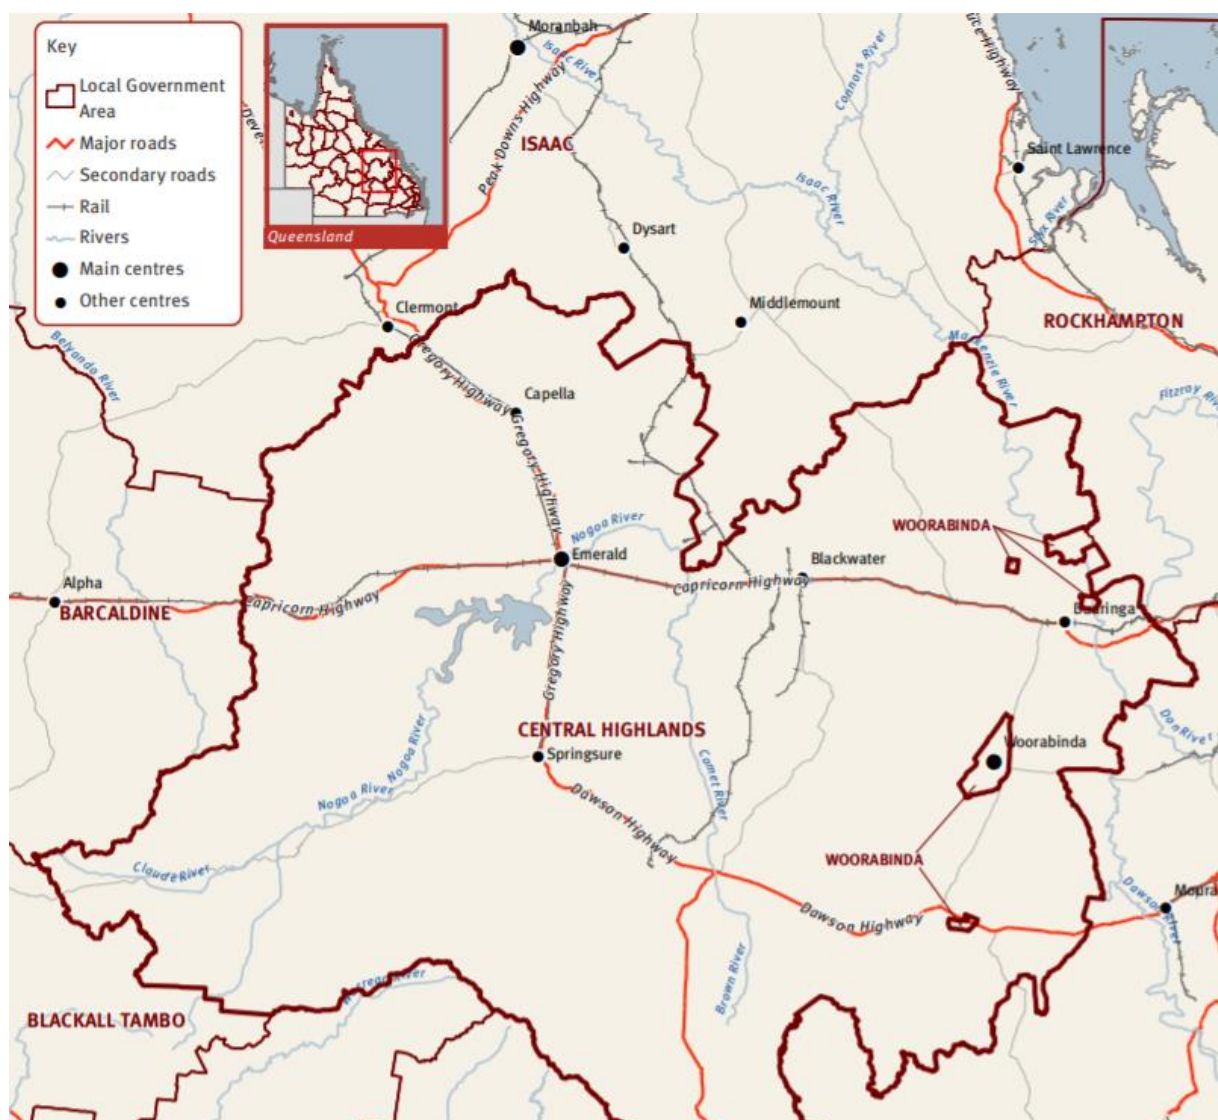 Key
Local Government
Area
Major roads
Secondary roads
Rail
Rivers
Main centres
Other centres
Queensland
Moranbah
Isaac River
Peak Downs Highway
ISAAC
Connors River
Isaac River
Saint Lawrence
Styx River
Dysart
Clermont
Middlemount
ROCKHAMPTON
Belyando River
Gregory Highway
Mackenzie River
Capella
Fitzroy
Gregory Highway
WOORABINDA
Nogoa River
Emerald
Blackwater
Alpha
Capricorn Highway
Capricorn Highway
BARCALDINE
Gregory Highway
CENTRAL HIGHLANDS
Springsure
Nogoa River
Nogoa River
Comet River
Woorabinda
Don River
Dawson Highway
Claude River
WOORABINDA
Dawson Highway
Dawson River
Moura
Brown River
River
BLACKALL TAMBO